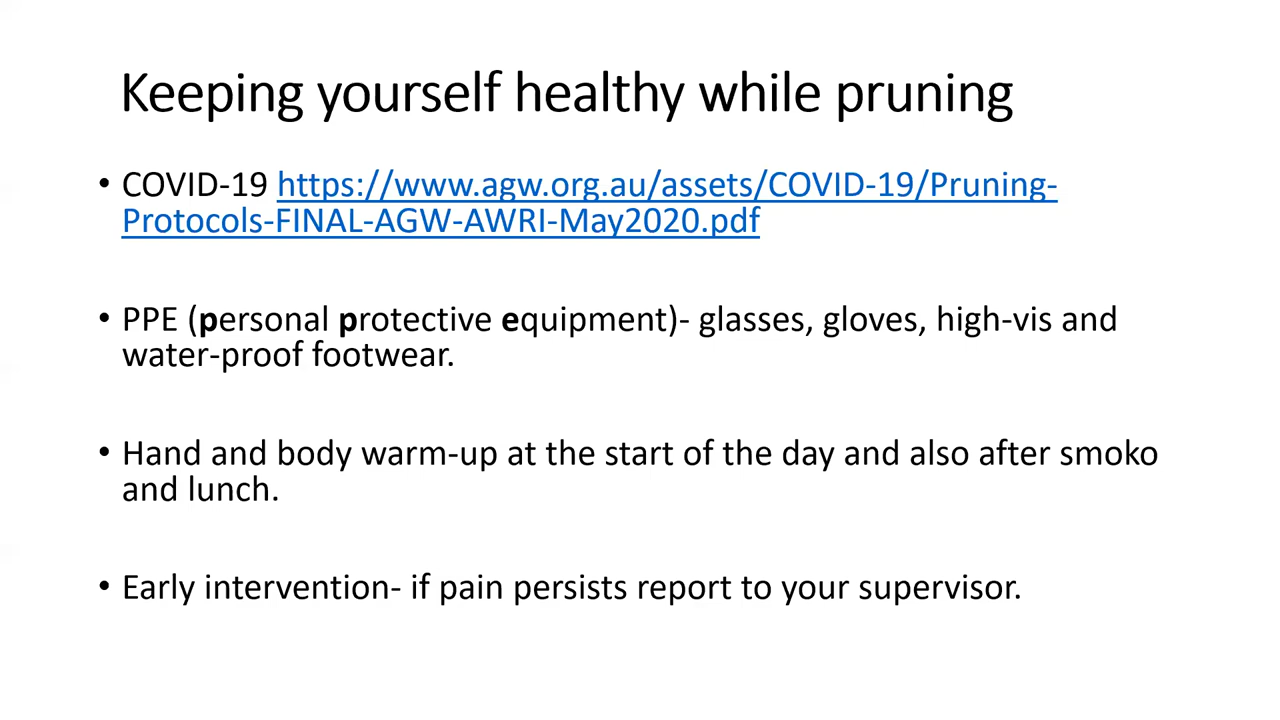 Keeping yourself healthy while pruning
• COVID-19 https://www.agw.org.au/assets/COVID-19/Pruning-
Protocols-FINAL-AGW-AWRI-May2020.pdf
• PPE (personal protective equipment)- glasses, gloves, high-vis and
water-proof footwear.
• Hand and body warm-up at the start of the day and also after smoko
and lunch.
• Early intervention- if pain persists report to your supervisor.